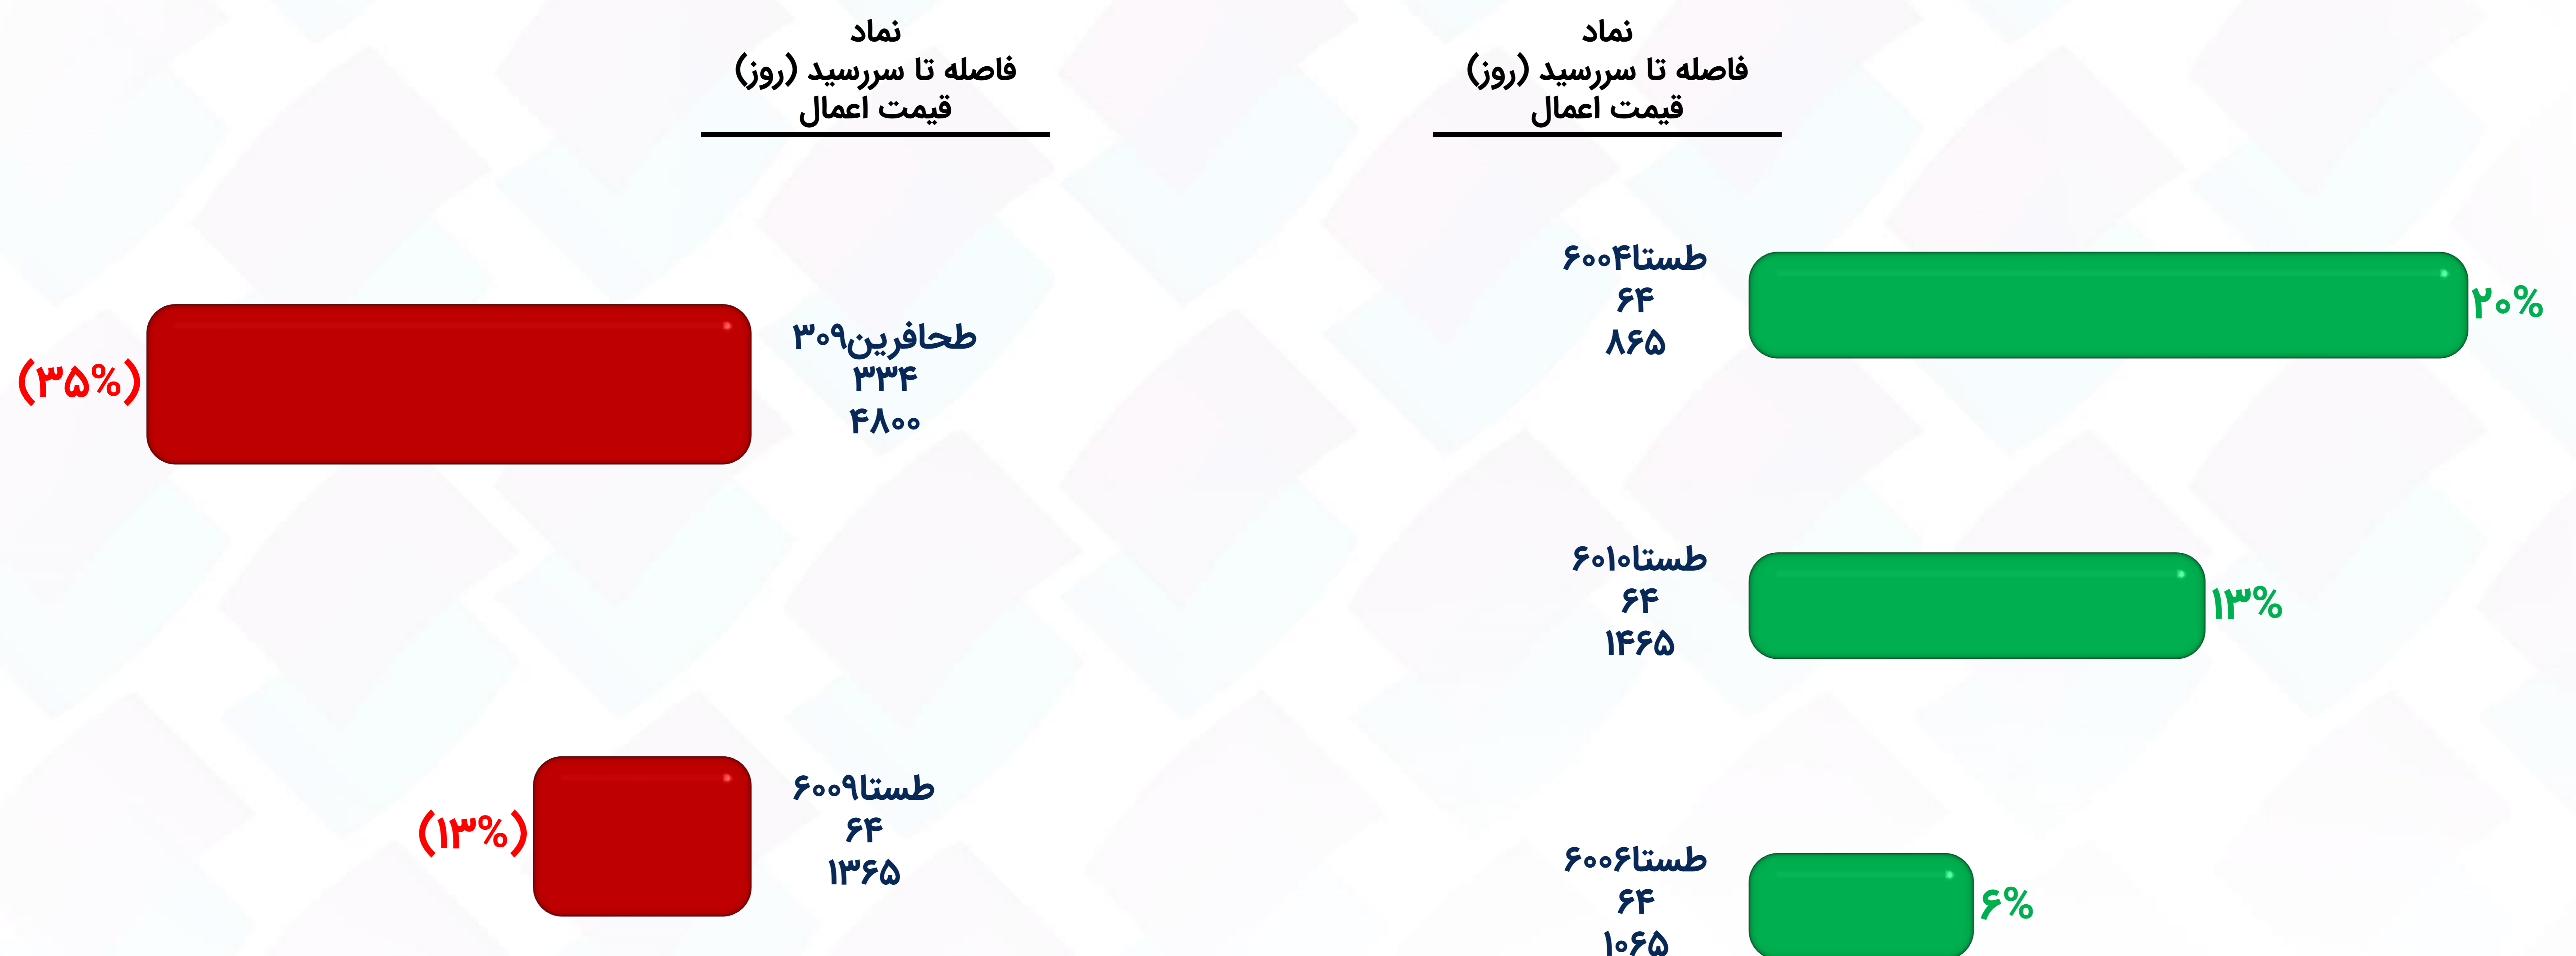 نماد
فاصله تا سررسید (روز)
قیمت اعمال
طستا۶۰۰۴
۶۴
۸۶۵
۲۰%
طستا۶۰۱۰
۶۴
۱۴۶۵
۱۳%
طستا۶۰۰۶
۶۴
۱۰۶۵
۶%
نماد
فاصله تا سررسید (روز)
قیمت اعمال
طحافرین۳۰۹
۳۳۴
۴۸۰۰
(۳۵%)
طستا۶۰۰۹
۶۴
۱۳۶۵
(۱۳%)